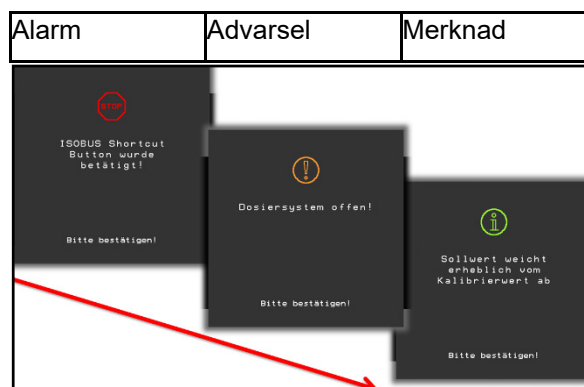 Alarm
Advarsel
Merknad
STOP
ISOBUS Shortcut
Button wurde
betätigt!
Bitte bestätigen!
Dosiersystem offen!
Bitte bestätigen!
Sollwert weicht
erheblich vom
Kalibrierwert ab
Bitte bestätigen!